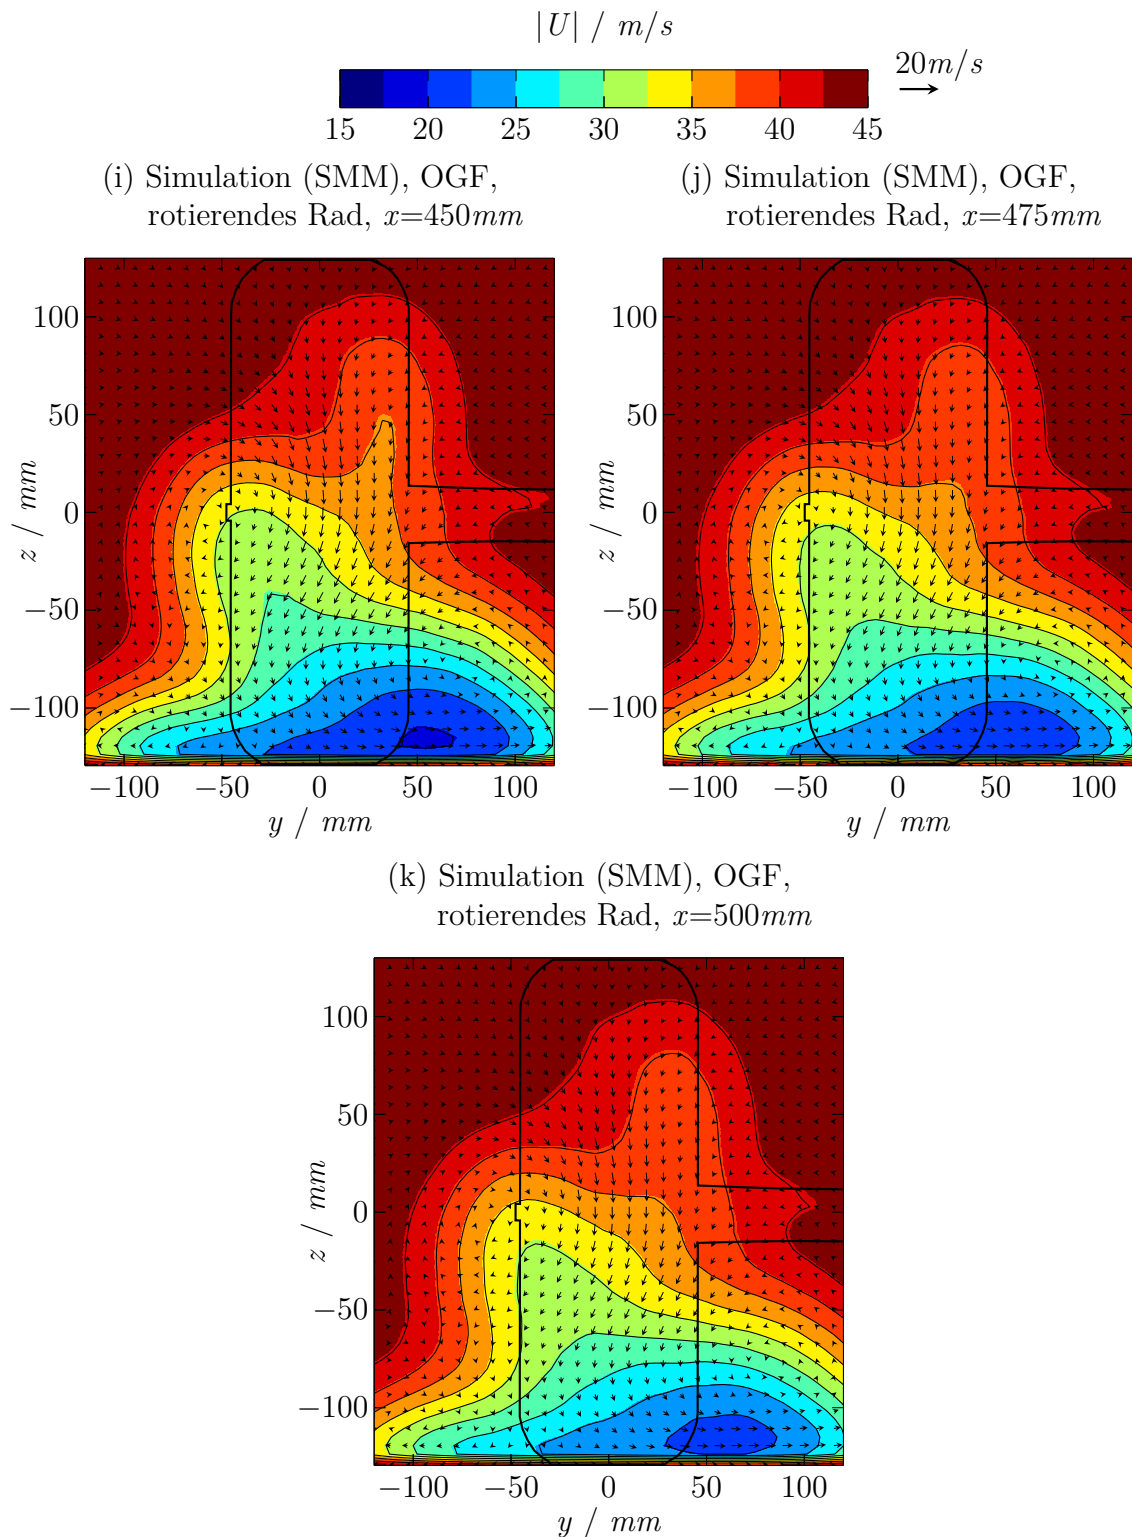 |U| / m/s
20m/s
15 20 25 30 35 40 45
(i) Simulation (SMM), OGF,
rotierendes Rad, x=450mm
(j) Simulation (SMM), OGF,
rotierendes Rad, x=475mm
100
50
0
−50
−100
z / mm
−100 −50 0 50 100
y / mm
100
50
0
−50
−100
z / mm
−100 −50 0 50 100
y / mm
(k) Simulation (SMM), OGF,
rotierendes Rad, x=500mm
100
50
0
−50
−100
z / mm
−100 −50 0 50 100
y / mm